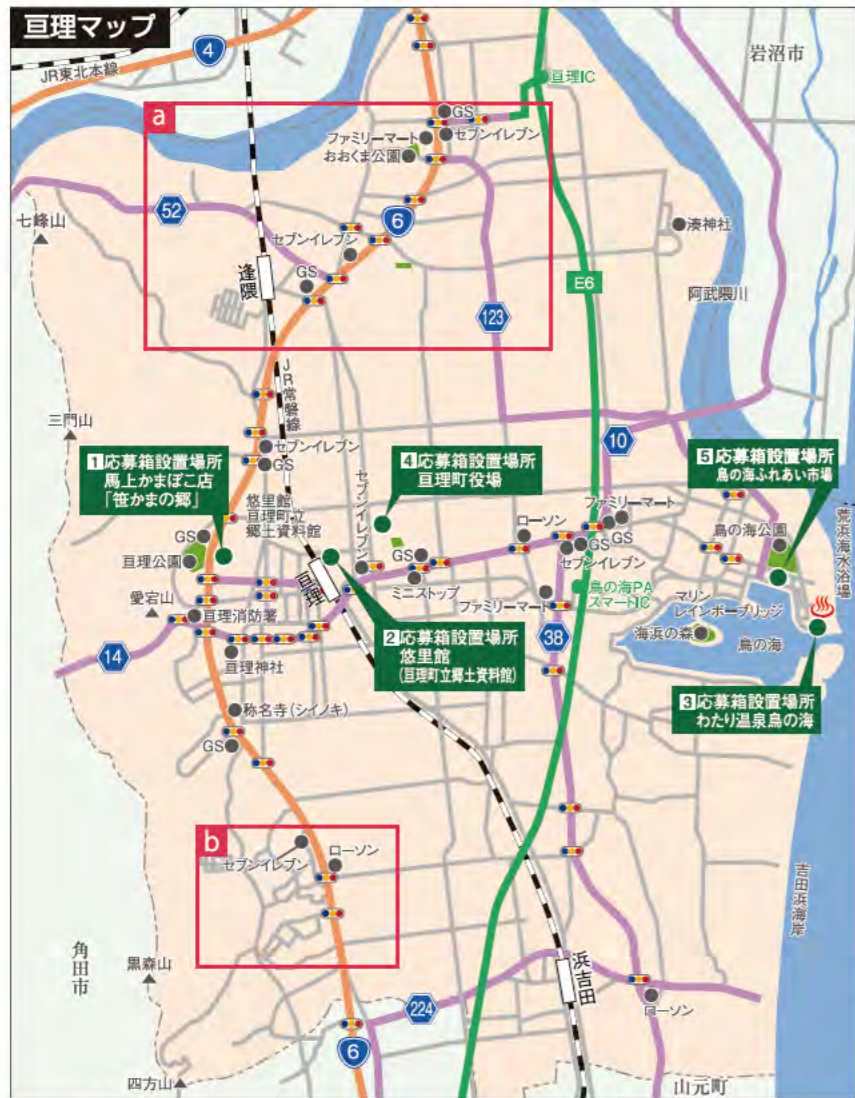 亘理マップ
4
JR東北本線
岩沼市
亘理IC
a
GS
ファミリーマート
セブンイレブン
おおくま公園
52
6
七峰山
湊神社
セブンイレブン
逢隈
GS
E6
阿武隈川
123
JR常磐線
三門山
10
セブンイレブン
GS
1応募箱設置場所
馬上かまぼこ店
「笹かまの郷」
悠里館
亘理町立
郷土資料館
セブンイレブン
4応募箱設置場所
亘理町役場
5応募箱設置場所
鳥の海ふれあい市場
荒浜海水浴場
ファミリーマート
ローソン
GS
GS
セブンイレブン
鳥の海公園
GS
亘理公園
亘理
GS
ミニストップ
鳥の海PA
スマートIC
ファミリーマート
マリン
レインボーブリッジ
愛宕山
亘理消防署
海浜の森
鳥の海
2応募箱設置場所
悠里館
(亘理町立郷土資料館)
38
14
亘理神社
3応募箱設置場所
わたり温泉鳥の海
称名寺(シイノキ)
GS
b
セブンイレブン
ローソン
吉田浜海岸
角田市
黒森山
浜吉田
224
ローソン
6
四方山
山元町